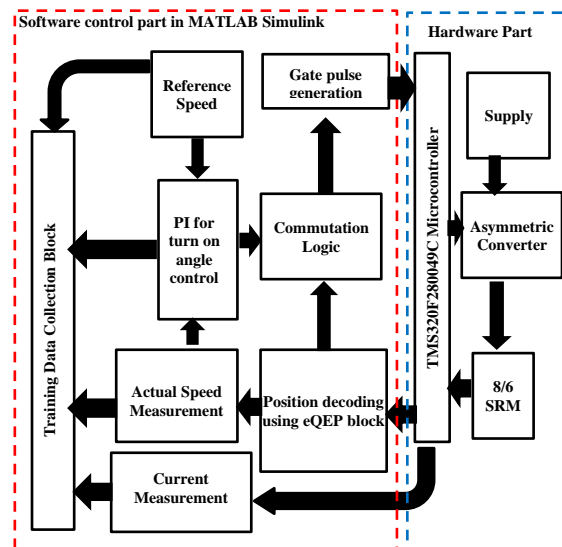 Software control part in MATLAB Simulink
Hardware Part
Reference
Speed
Gate pulse
generation
Supply
Training Data Collection Block
PI for
turn on
angle
control
Commutation
Logic
TMS320F280049C Microcontroller
Asymmetric
Converter
Actual Speed
Measurement
Position decoding
using eQEP block
8/6
SRM
Current
Measurement